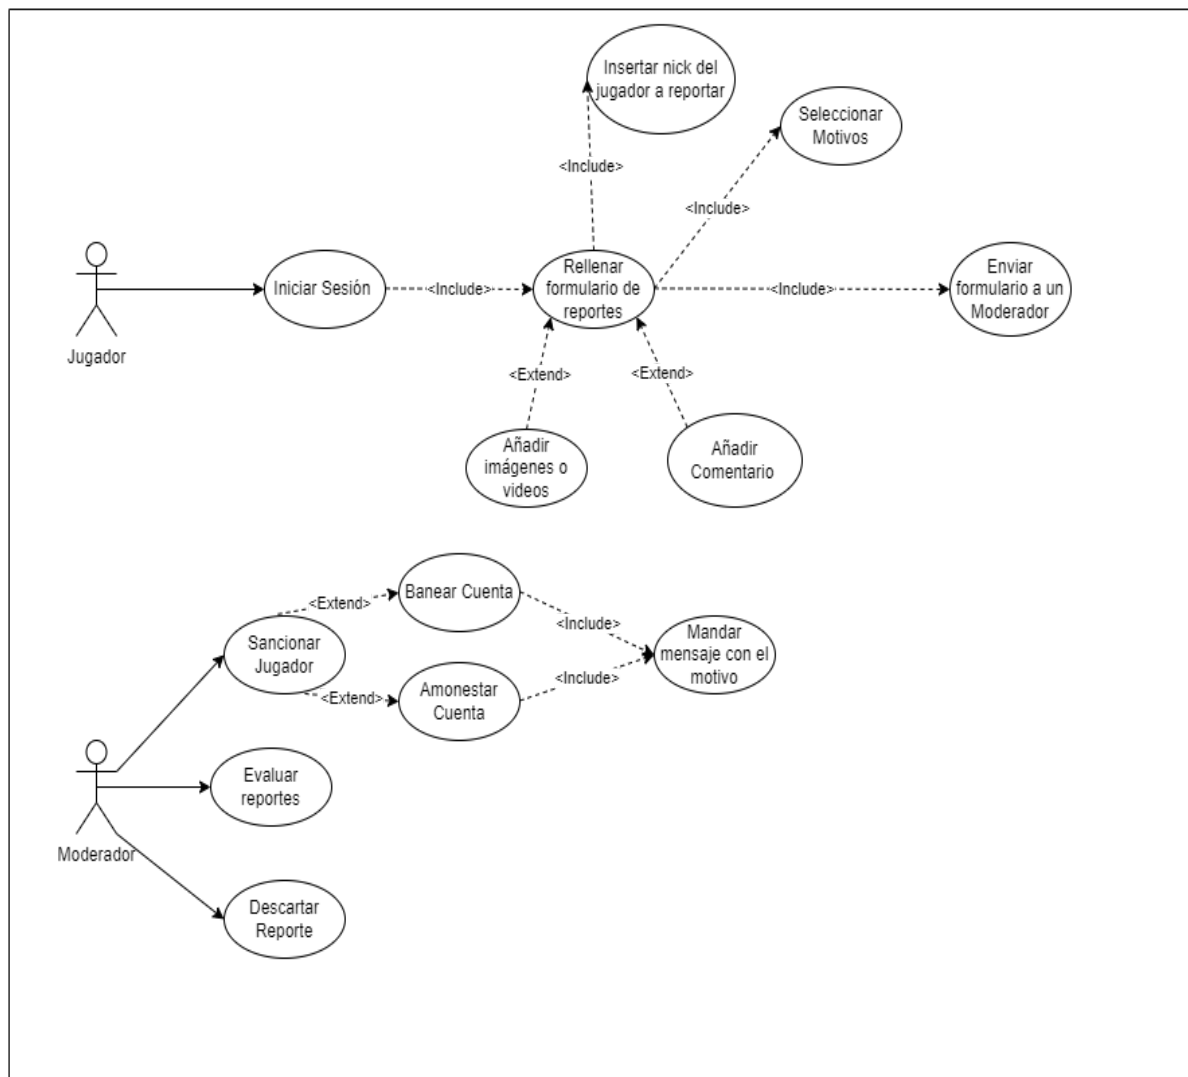 Insertar nick del
jugador a reportar
Seleccionar
Motivos
<Include>
<Include>
Jugador
Iniciar Sesión
<Include>
Rellenar
formulario de
reportes
<Include>
Enviar
formulario a un
Moderador
<Extend>
<Extend>
Añadir
imágenes o
videos
Añadir
Comentario
Sancionar
Jugador
<Extend>
Banear Cuenta
<Include>
<Extend>
Amonestar
Cuenta
<Include>
Mandar
mensaje con el
motivo
Moderador
Evaluar
reportes
Descartar
Reporte